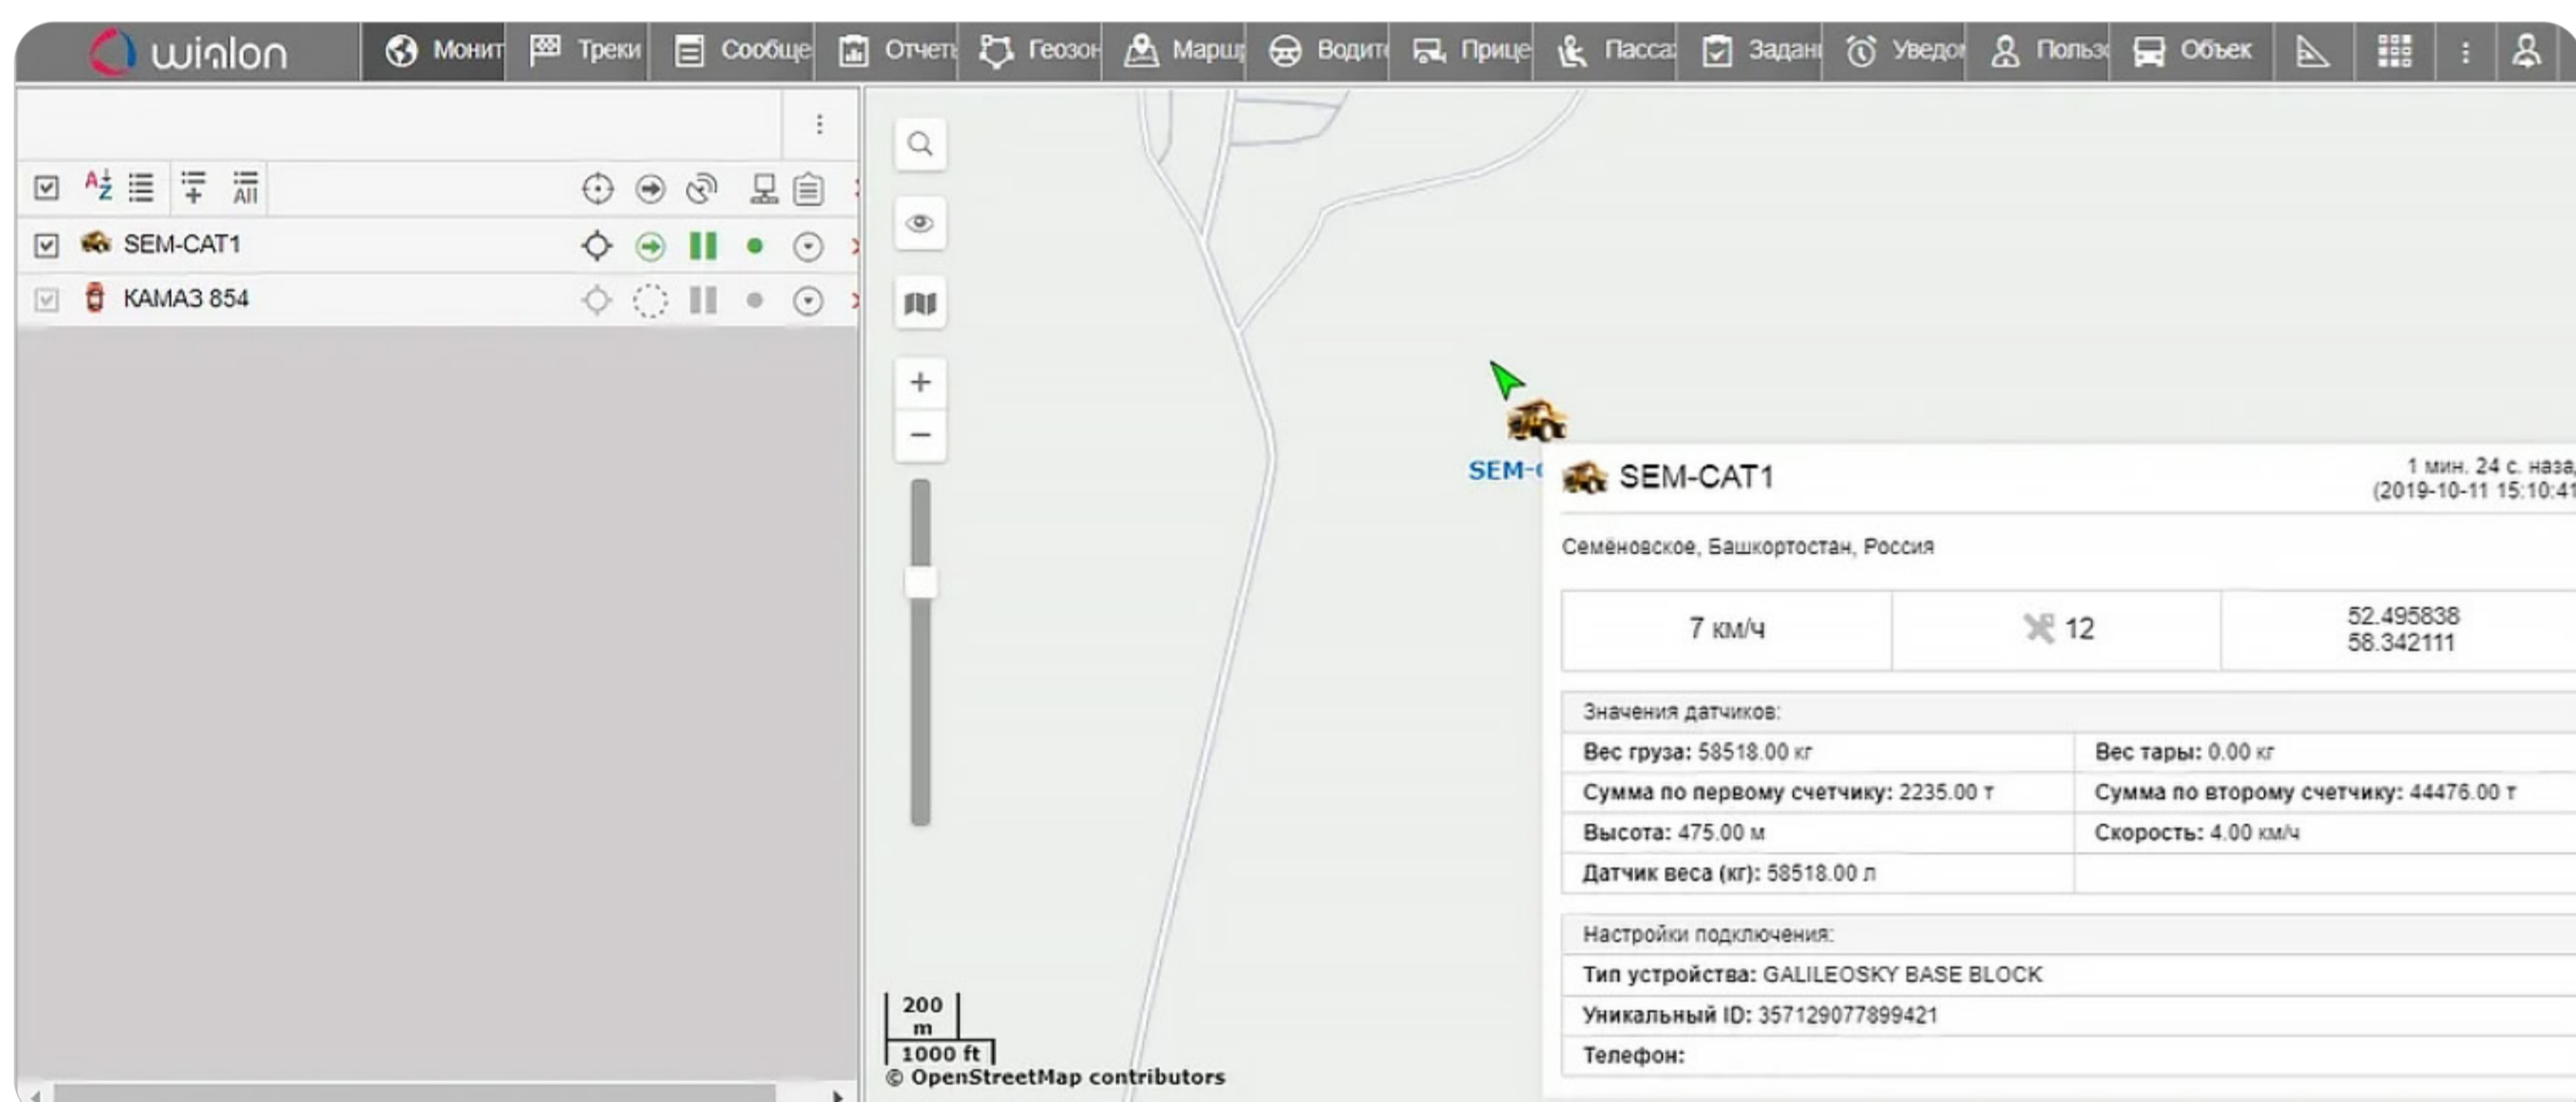 wialon
Монит Треки Сообще Отчет Геозон Марш Водит Прице Пасса Задан Уведо Польз Объек
A Z All
SEM-CAT1
КАМАЗ 854
SEM-
SEM-CAT1
1 мин. 24 с. наза
(2019-10-11 15:10:41
Семёновское, Башкортостан, Россия
7 км/ч
12
52.495838
58.342111
Значения датчиков:
Вес груза: 58518.00 кг
Вес тары: 0.00 кг
Сумма по первому счетчику: 2235.00 т
Сумма по второму счетчику: 44476.00 т
Высота: 475.00 м
Скорость: 4.00 км/ч
Датчик веса (кг): 58518.00 л
Настройки подключения:
Тип устройства: GALILEOSKY BASE BLOCK
Уникальный ID: 357129077899421
Телефон:
200
m
1000 ft
© OpenStreetMap contributors